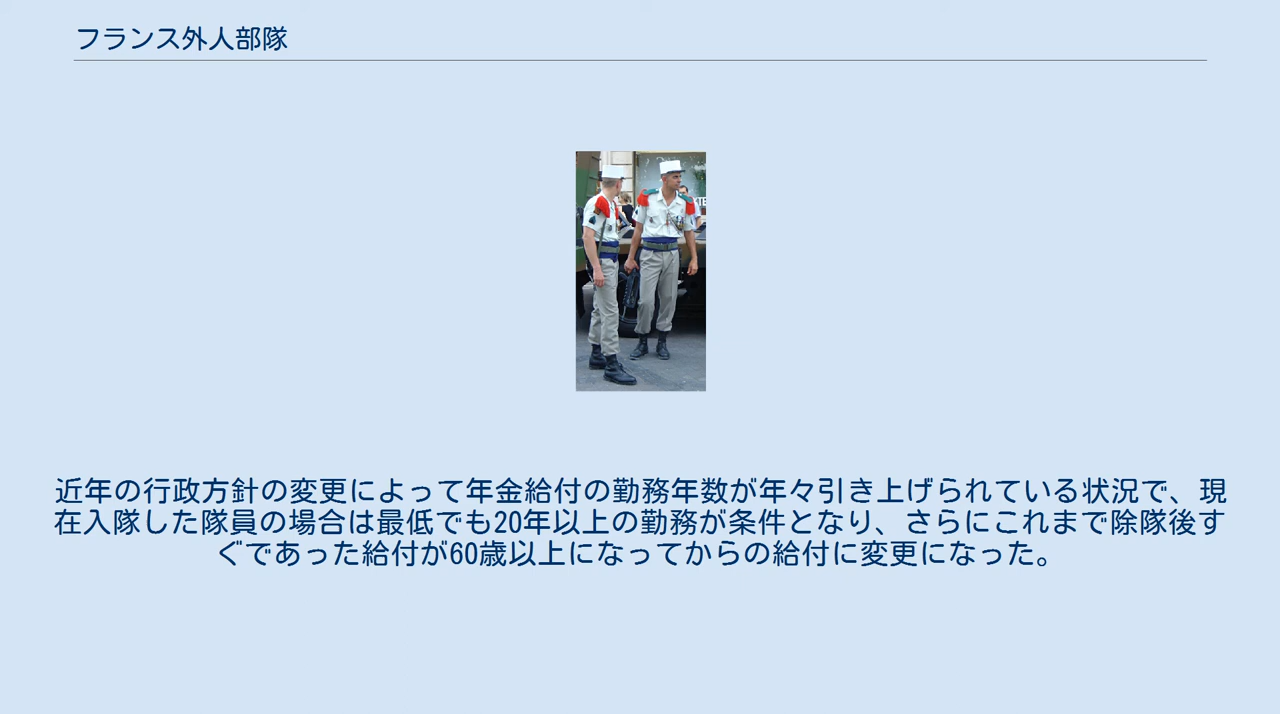 フランス外人部隊
近年の行政方針の変更によって年金給付の勤務年数が年々引き上げられている状況で、現
在入隊した隊員の場合は最低でも20年以上の勤務が条件となり、さらにこれまで除隊後す
ぐであった給付が60歳以上になってからの給付に変更になった。